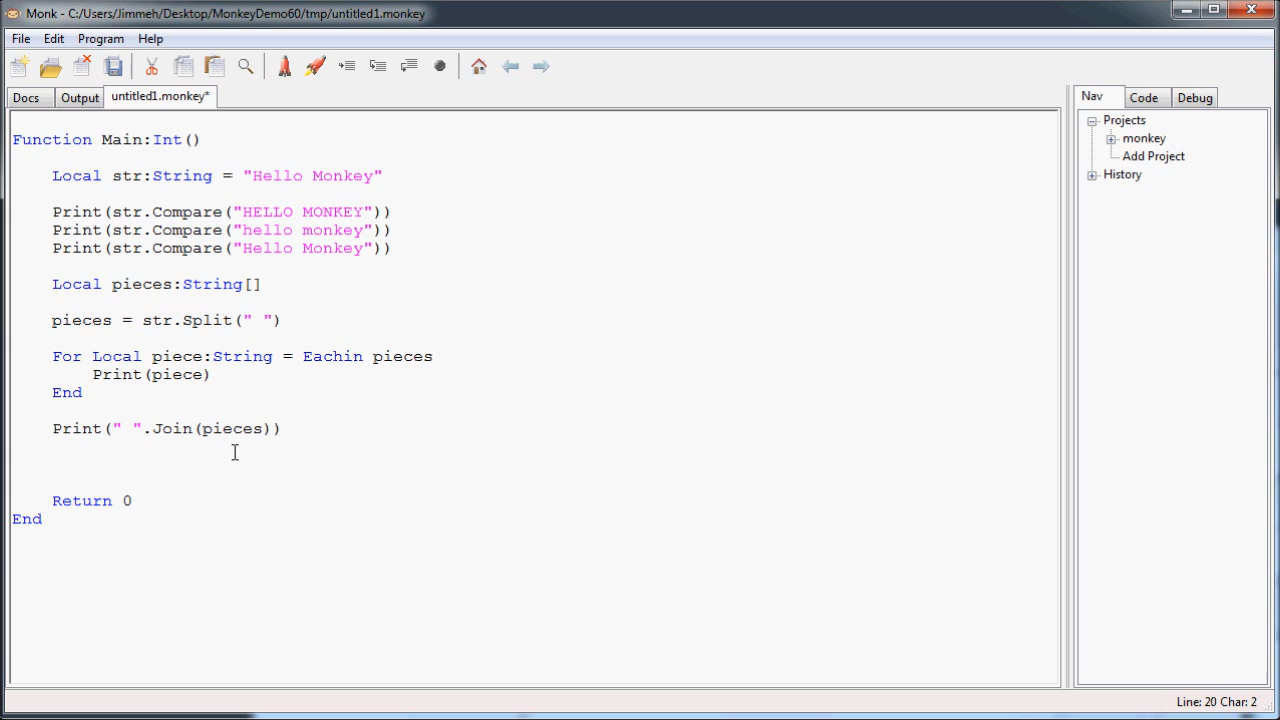 Monk - C:/Users/Jimmeh/Desktop/MonkeyDemo60/tmp/untitled1.monkey
File Edit Program Help
Docs Output untitled1.monkey*
Function Main:Int()
Local str:String = "Hello Monkey"
Print(str.Compare("HELLO MONKEY"))
Print(str.Compare("hello monkey"))
Print(str.Compare("Hello Monkey"))
Local pieces:String[]
pieces = str.Split(" ")
For Local piece:String = Eachin pieces
Print(piece)
End
Print(" ".Join(pieces))
Return 0
End
Nav Code Debug
Projects
monkey
Add Project
History
Line: 20 Char: 2